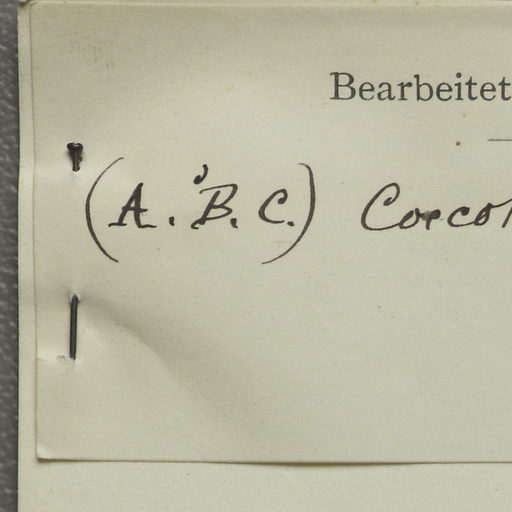 Bearbeitet
(A. B. C.)